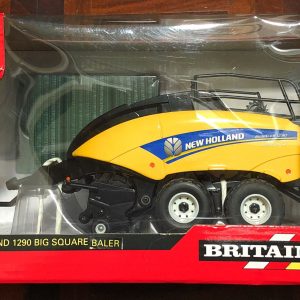 NEW HOLLAND
ND 1290 BIG SQUARE BALER
BRITAI